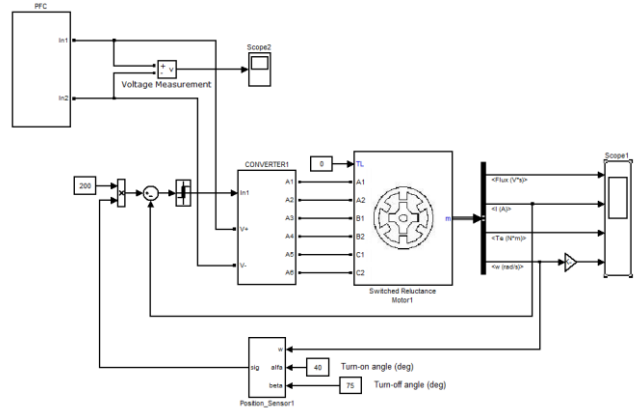 PFC
In1
In2
+
-
v
Voltage Measurement
Scope2
200
×
CONVERTER1
In1
V+
V-
A1
A2
A3
A4
A5
A6
0
TL
A1
A2
B1
B2
C1
C2
m
Switched Reluctance
Motor1
<Flux (V*s)>
<I (A)>
<Te (N*m)>
<w (rad/s)>
Scope1
sig
w
alfa
beta
Position_Sensor1
40
Turn-on angle (deg)
75
Turn-off angle (deg)